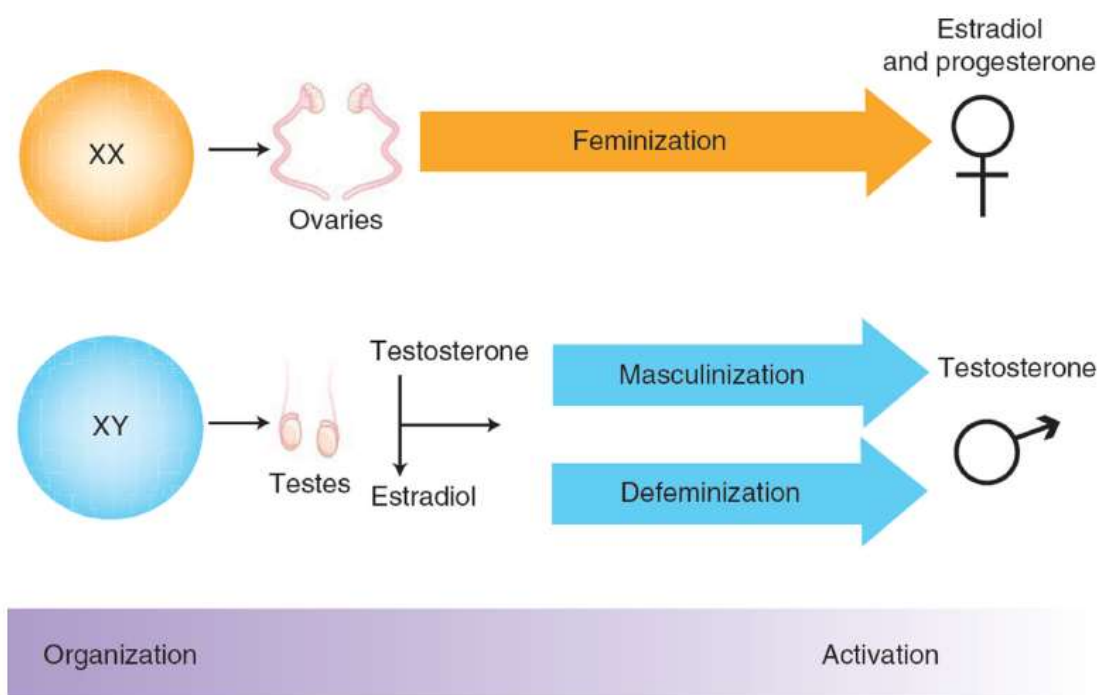 Estradiol
and progesterone
XX
Feminization
Ovaries
Testosterone
Masculinization
Testosterone
XY
Testes
Estradiol
Defeminization
Organization
Activation